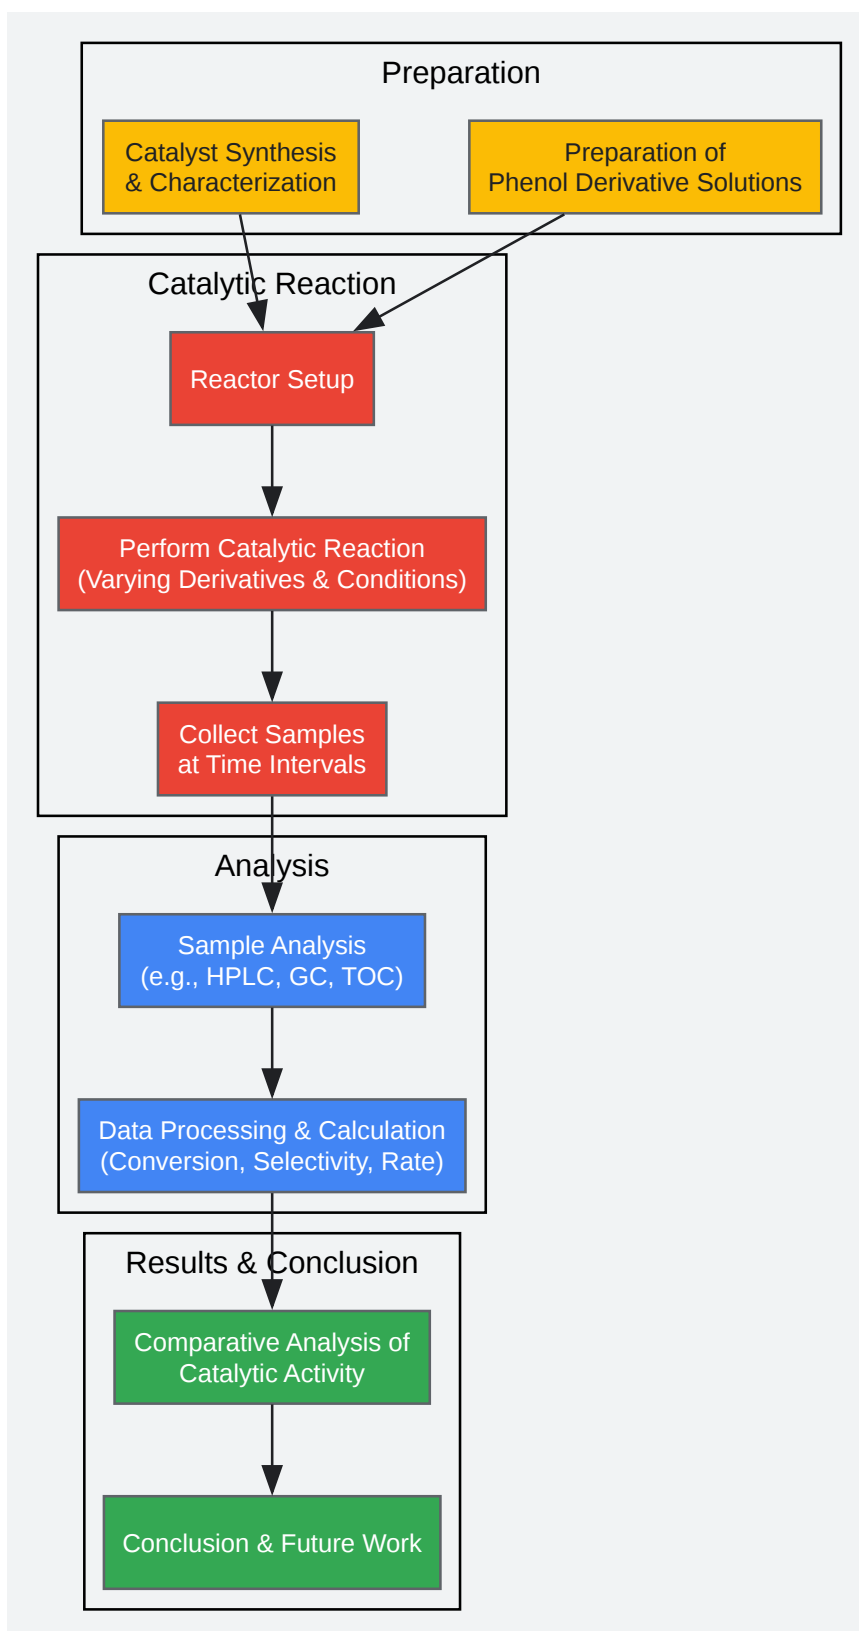 Preparation
Catalyst Synthesis
& Characterization
Preparation of
Phenol Derivative Solutions
Catalytic Reaction
Reactor Setup
Perform Catalytic Reaction
(Varying Derivatives & Conditions)
Collect Samples
at Time Intervals
Analysis
Sample Analysis
(e.g., HPLC, GC, TOC)
Data Processing & Calculation
(Conversion, Selectivity, Rate)
Results & Conclusion
Comparative Analysis of
Catalytic Activity
Conclusion & Future Work